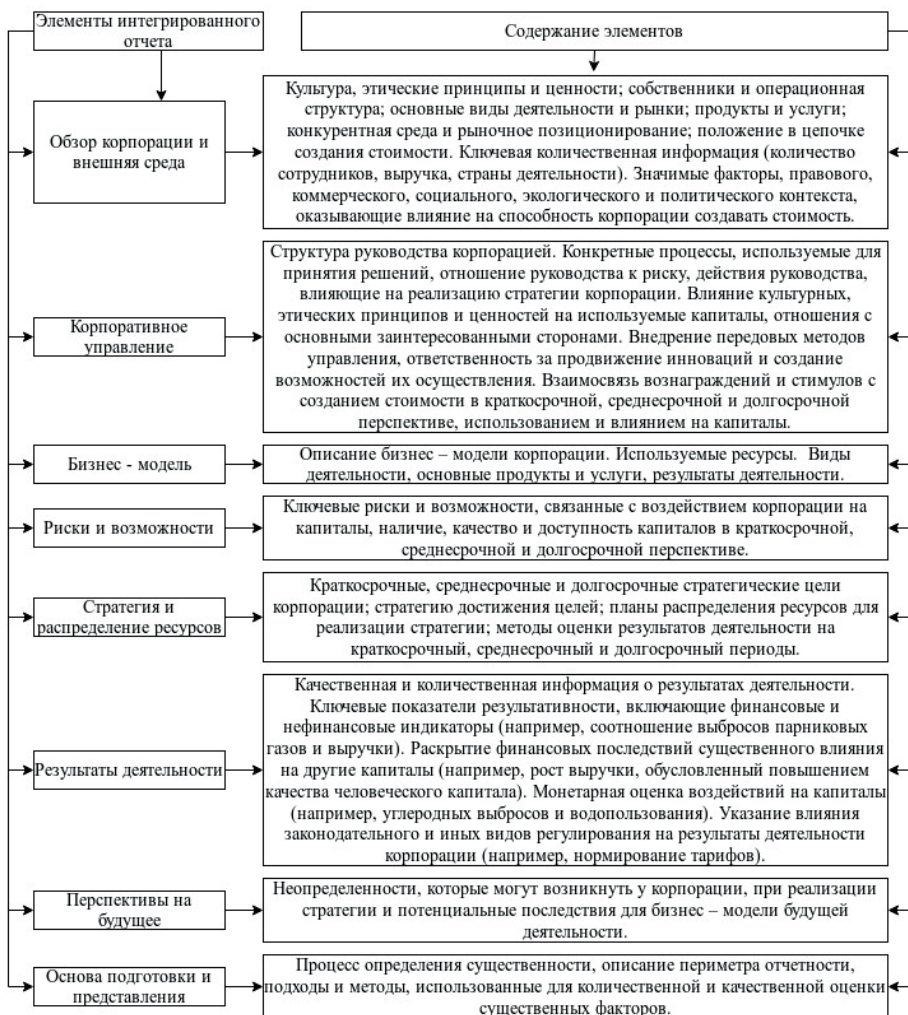 Элементы интегрированного
отчета
Содержание элементов
Обзор корпорации и
внешняя среда
Культура, этические принципы и ценности; собственники и операционная
структура; основные виды деятельности и рынки; продукты и услуги;
конкурентная среда и рыночное позиционирование; положение в цепочке
создания стоимости. Ключевая количественная информация (количество
сотрудников, выручка, страны деятельности). Значимые факторы, правового,
коммерческого, социального, экологического и политического контекста,
оказывающие влияние на способность корпорации создавать стоимость.
Корпоративное
управление
Структура руководства корпорацией. Конкретные процессы, используемые для
принятия решений, отношение руководства к риску, действия руководства,
влияющие на реализацию стратегии корпорации. Влияние культурных,
этических принципов и ценностей на используемые капиталы, отношения с
основными заинтересованными сторонами. Внедрение передовых методов
управления, ответственность за продвижение инноваций и создание
возможностей их осуществления. Взаимосвязь вознаграждений и стимулов с
созданием стоимости в краткосрочной, среднесрочной и долгосрочной
перспективе, использованием и влиянием на капиталы.
Бизнес - модель
Описание бизнес – модели корпорации. Используемые ресурсы. Виды
деятельности, основные продукты и услуги, результаты деятельности.
Риски и возможности
Ключевые риски и возможности, связанные с воздействием корпорации на
капиталы, наличие, качество и доступность капиталов в краткосрочной,
среднесрочной и долгосрочной перспективе.
Стратегия и
распределение ресурсов
Краткосрочные, среднесрочные и долгосрочные стратегические цели
корпорации; стратегию достижения целей; планы распределения ресурсов для
реализации стратегии; методы оценки результатов деятельности на
краткосрочный, среднесрочный и долгосрочный периоды.
Результаты деятельности
Качественная и количественная информация о результатах деятельности.
Ключевые показатели результативности, включающие финансовые и
нефинансовые индикаторы (например, соотношение выбросов парниковых
газов и выручки). Раскрытие финансовых последствий существенного влияния
на другие капиталы (например, рост выручки, обусловленный повышением
качества человеческого капитала). Монетарная оценка воздействий на капиталы
(например, углеродных выбросов и водопользования). Указание влияния
законодательного и иных видов регулирования на результаты деятельности
корпорации (например, нормирование тарифов).
Перспективы на
будущее
Неопределенности, которые могут возникнуть у корпорации, при реализации
стратегии и потенциальные последствия для бизнес – модели будущей
деятельности.
Основа подготовки и
представления
Процесс определения существенности, описание периметра отчетности,
подходы и методы, использованные для количественной и качественной оценки
существенных факторов.